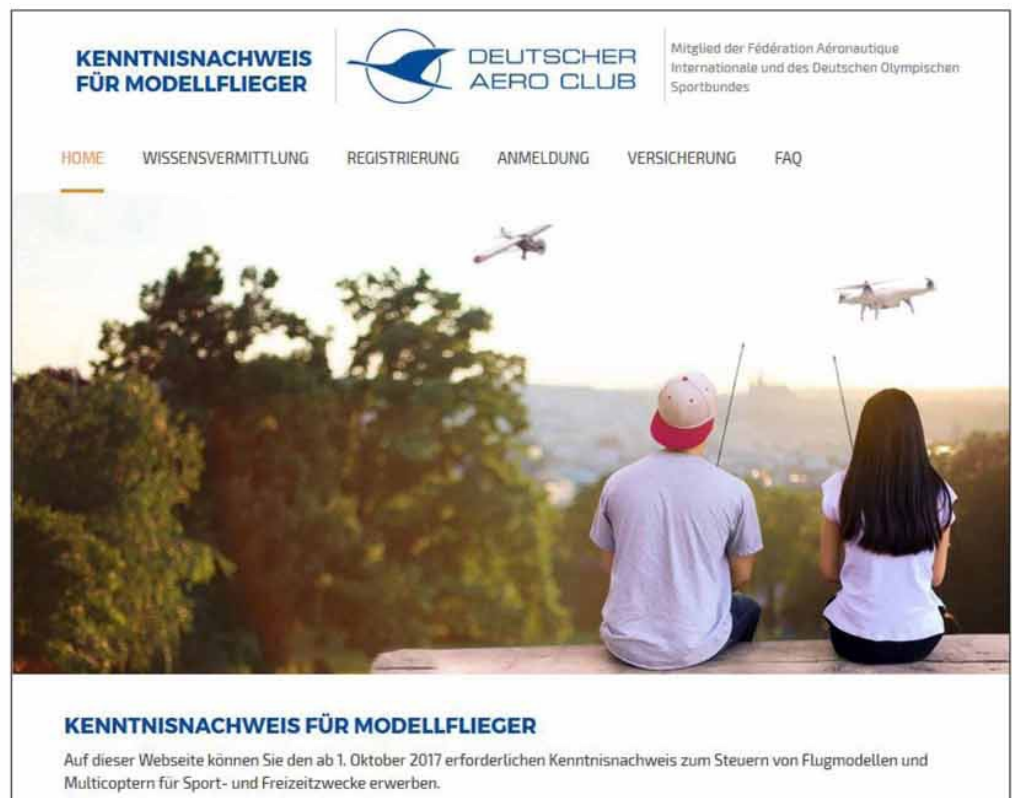 KENNTNISNACHWEIS
FÜR MODELLFLIEGER
DEUTSCHER
AERO CLUB
Mitglied der Fédération Aéronautique
Internationale und des Deutschen Olympischen
Sportbundes
HOME WISSENSVERMITTLUNG REGISTRIERUNG ANMELDUNG VERSICHERUNG FAQ
KENNTNISNACHWEIS FÜR MODELLFLIEGER
Auf dieser Webseite können Sie den ab 1. Oktober 2017 erforderlichen Kenntnisnachweis zum Steuern von Flugmodellen und
Multicoptern für Sport- und Freizeitzwecke erwerben.